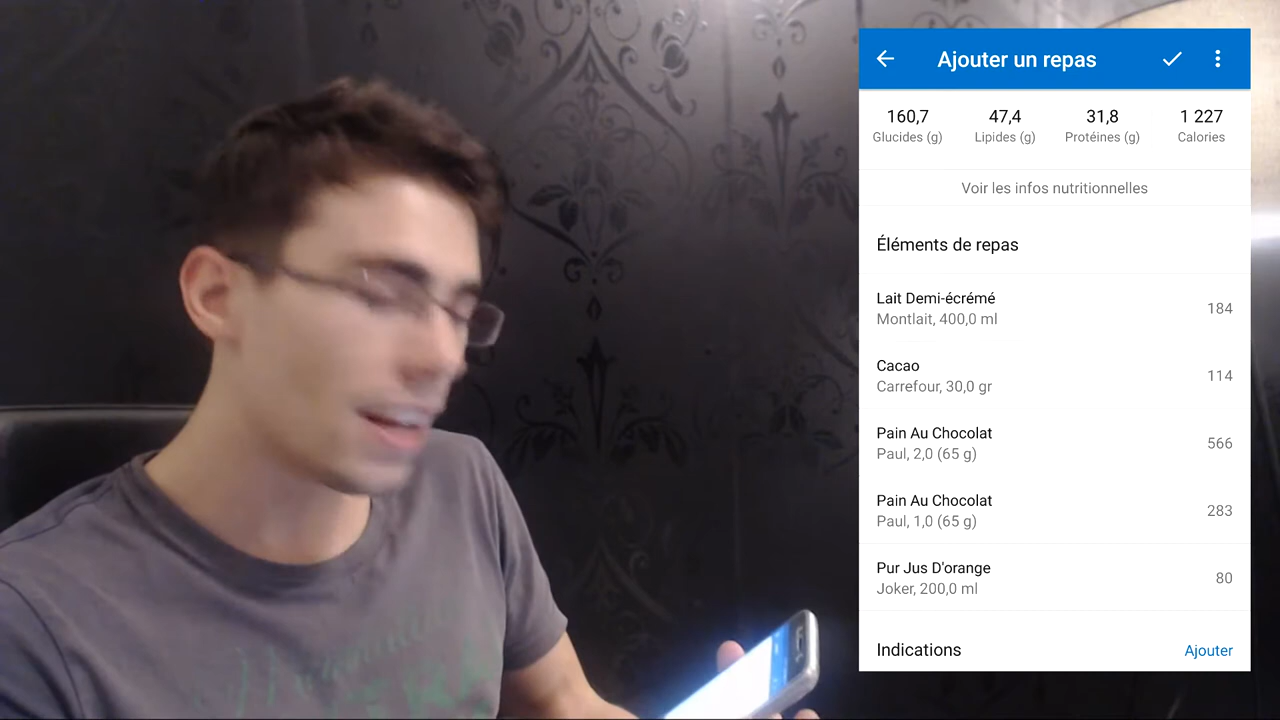 Ajouter un repas
160,7 47,4 31,8 1 227
Glucides (g) Lipides (g) Protéines (g) Calories
Voir les infos nutritionnelles
Éléments de repas
Lait Demi-écrémé
Montlait, 400,0 ml 184
Cacao
Carrefour, 30,0 gr 114
Pain Au Chocolat
Paul, 2,0 (65 g) 566
Pain Au Chocolat
Paul, 1,0 (65 g) 283
Pur Jus D'orange
Joker, 200,0 ml 80
Indications Ajouter